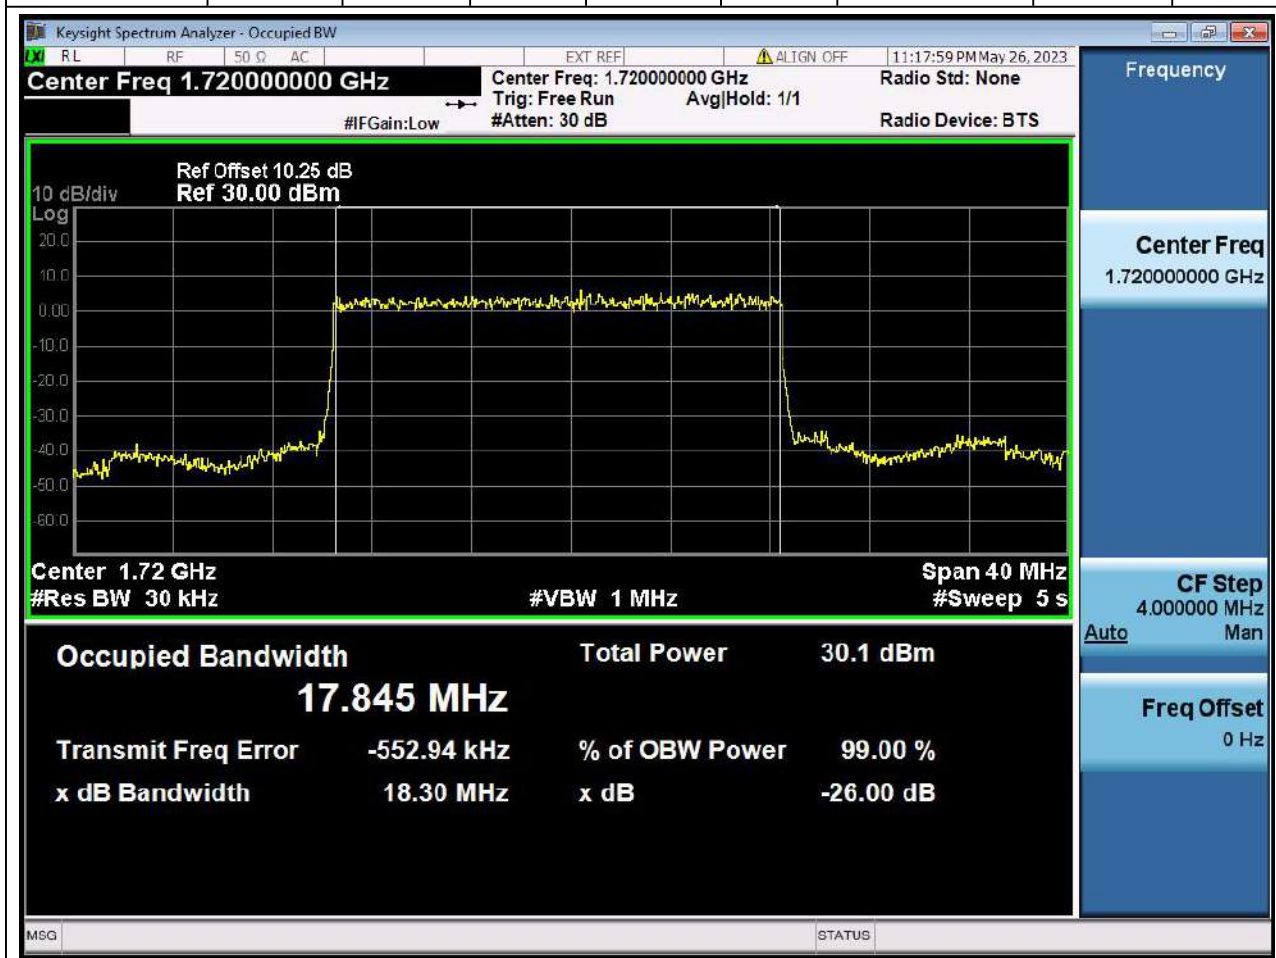 Keysight Spectrum Analyzer - Occupied BW
LXI RL RF 50 Ω AC EXT REF ALIGN OFF 11:17:59 PM May 26, 2023
Center Freq 1.720000000 GHz
Center Freq: 1.720000000 GHz
Radio Std: None
Trig: Free Run Avg|Hold: 1/1
#IFGain:Low
#Atten: 30 dB
Radio Device: BTS
Ref Offset 10.25 dB
10 dB/div Ref 30.00 dBm
Log
20.0
10.0
0.00
-10.0
-20.0
-30.0
-40.0
-50.0
-60.0
Center 1.72 GHz Span 40 MHz
#Res BW 30 kHz #VBW 1 MHz #Sweep 5 s
Occupied Bandwidth Total Power 30.1 dBm
17.845 MHz
Transmit Freq Error -552.94 kHz % of OBW Power 99.00 %
x dB Bandwidth 18.30 MHz x dB -26.00 dB
MSG STATUS
Frequency
Center Freq
1.720000000 GHz
CF Step
4.000000 MHz
Auto Man
Freq Offset
0 Hz